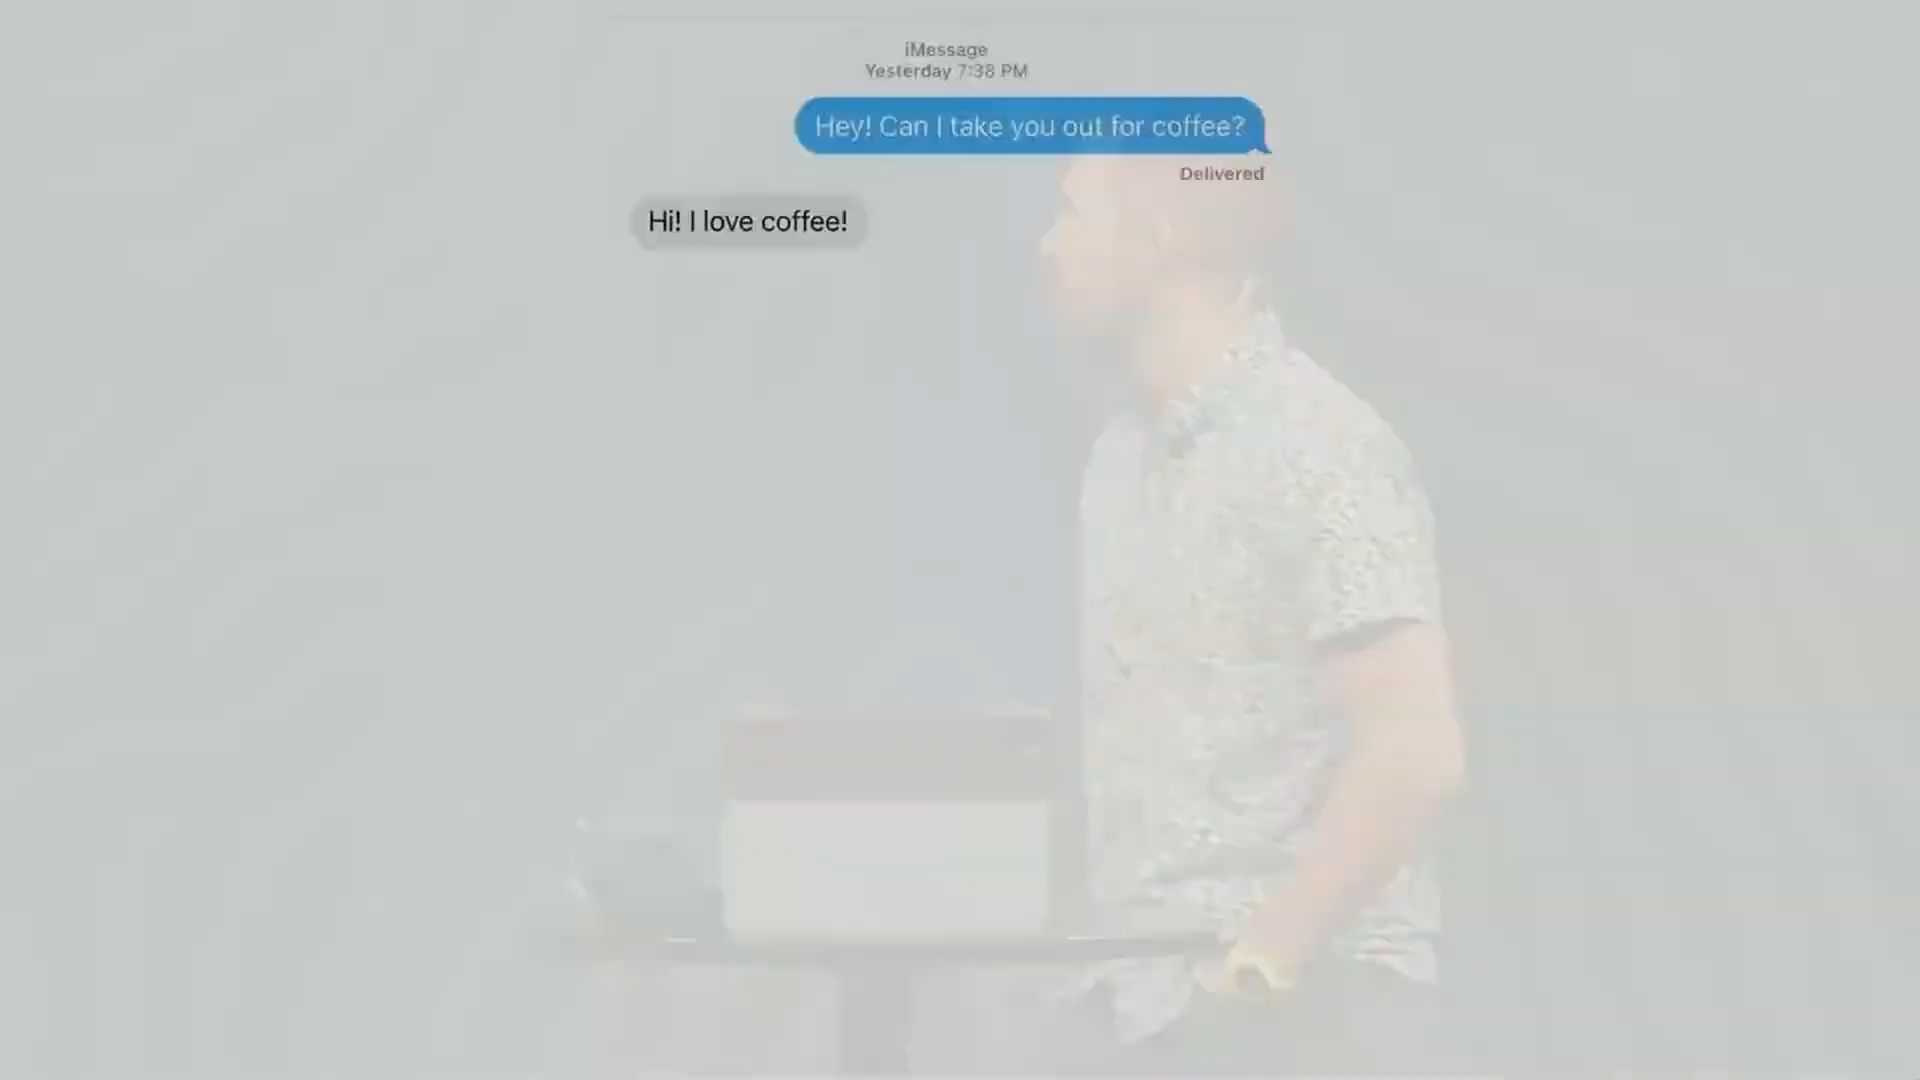 iMessage
Yesterday 7:38 PM
Hey! Can I take you out for coffee?
Delivered
Hi! I love coffee!